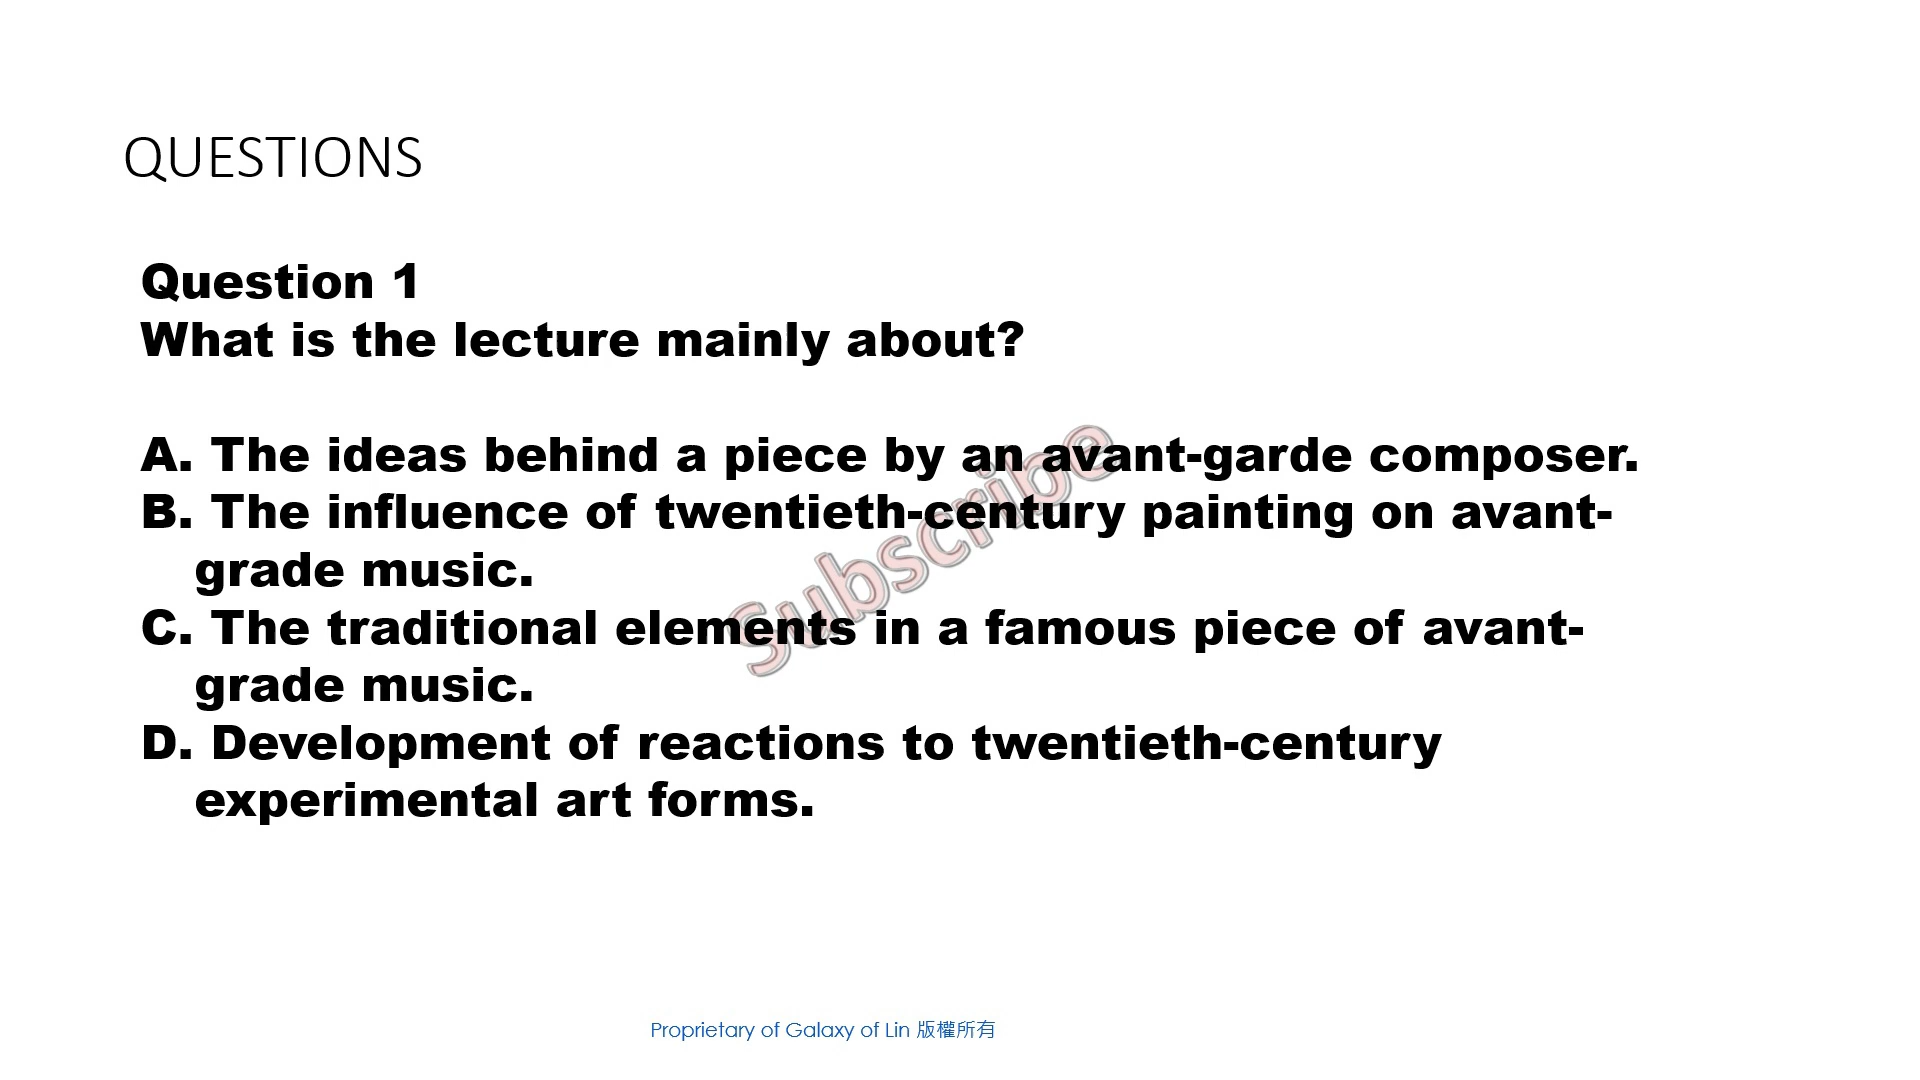 QUESTIONS
Question 1
What is the lecture mainly about?
A. The ideas behind a piece by an avant-garde composer.
B. The influence of twentieth-century painting on avant-
grade music.
C. The traditional elements in a famous piece of avant-
grade music.
D. Development of reactions to twentieth-century
experimental art forms.
Subscribe
Proprietary of Galaxy of Lin 版權所有